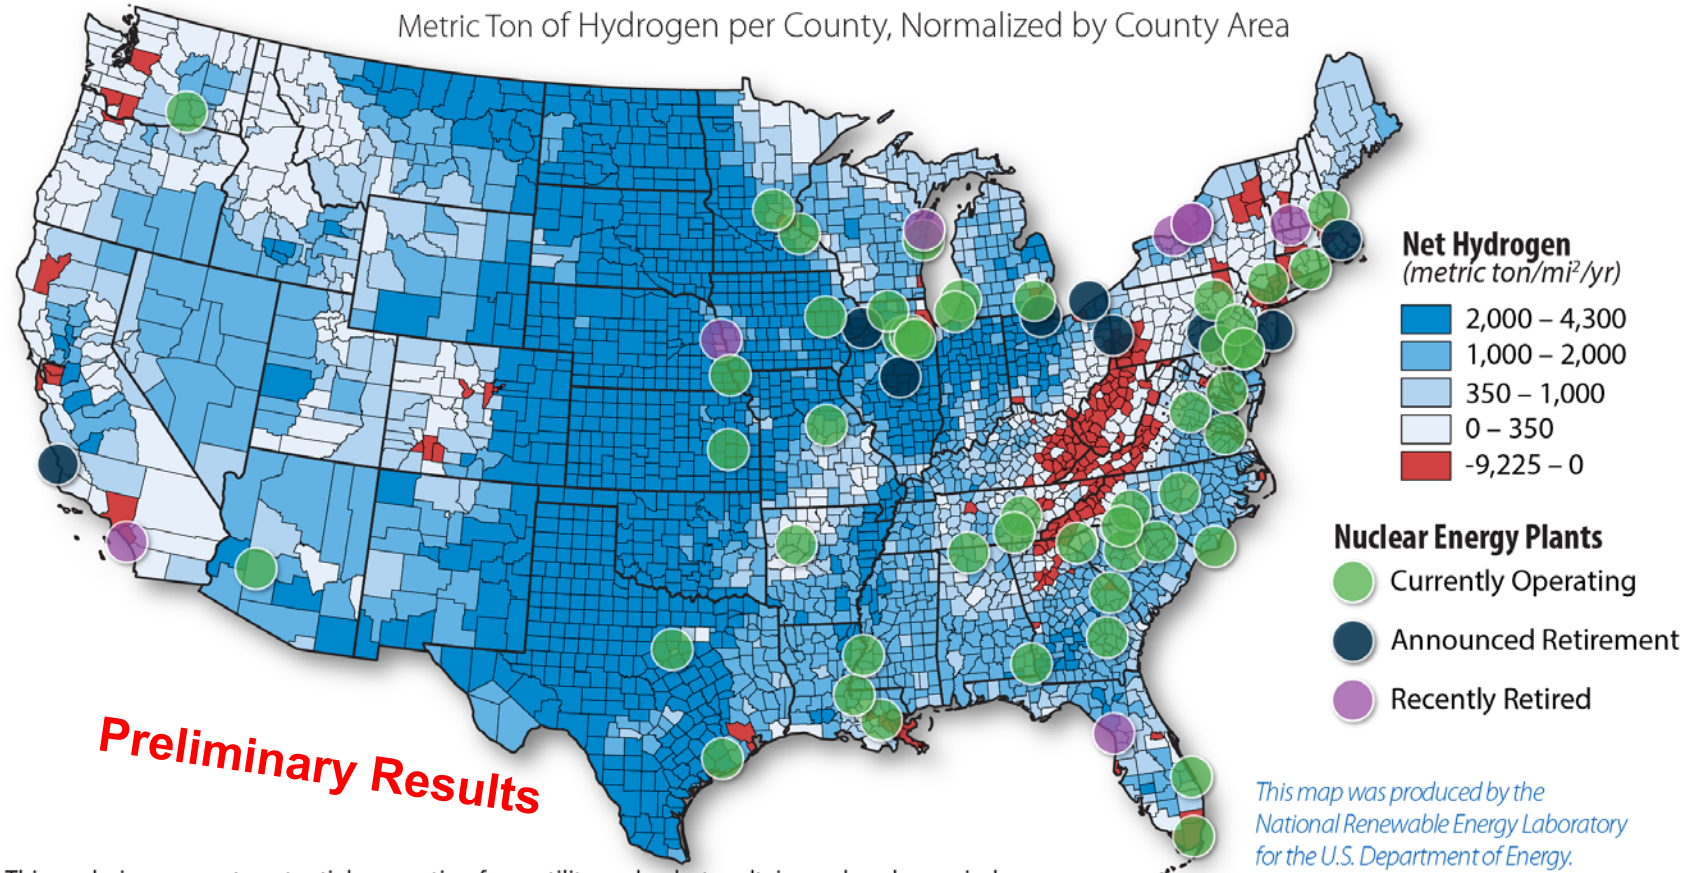 Metric Ton of Hydrogen per County, Normalized by County Area
Net Hydrogen
(metric ton/mi²/yr)
2,000 – 4,300
1,000 – 2,000
350 – 1,000
0 – 350
-9,225 – 0
Nuclear Energy Plants
Currently Operating
Announced Retirement
Recently Retired
Preliminary Results
This map was produced by the
National Renewable Energy Laboratory
for the U.S. Department of Energy.